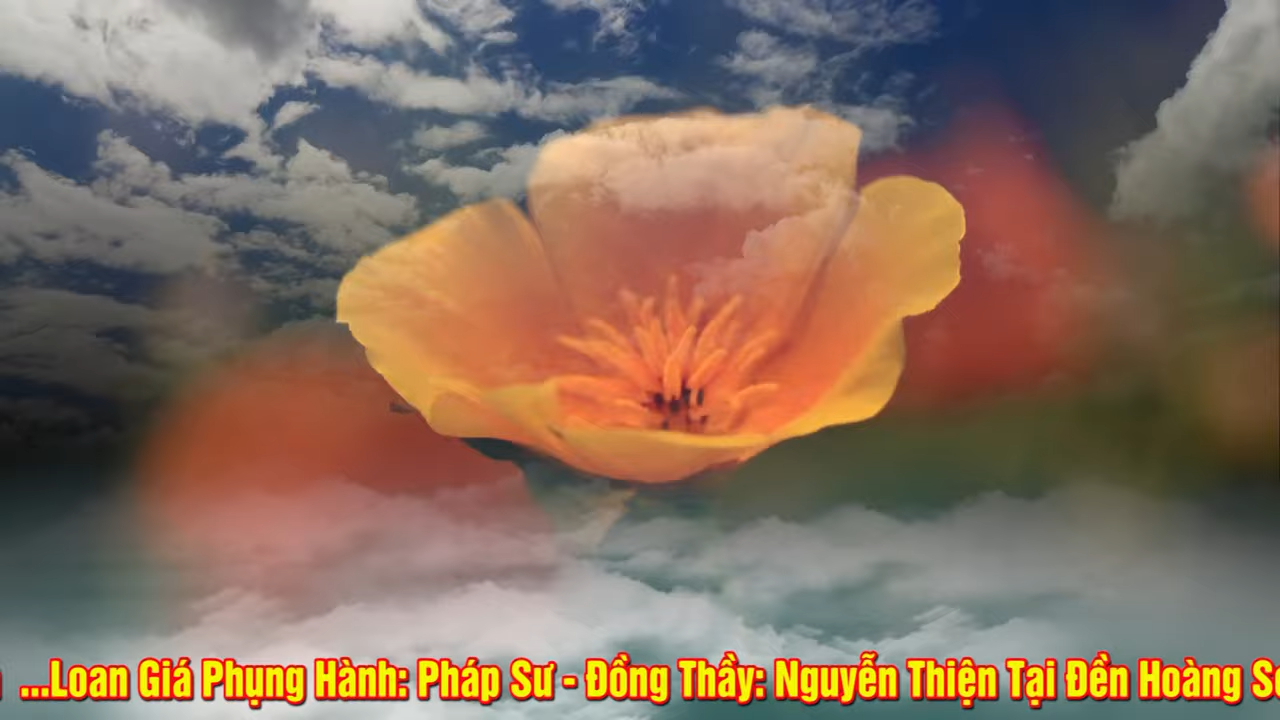 ...Loan Giá Phụng Hành: Pháp Sư - Đồng Thầy: Nguyễn Thiện Tại Đền Hoàng